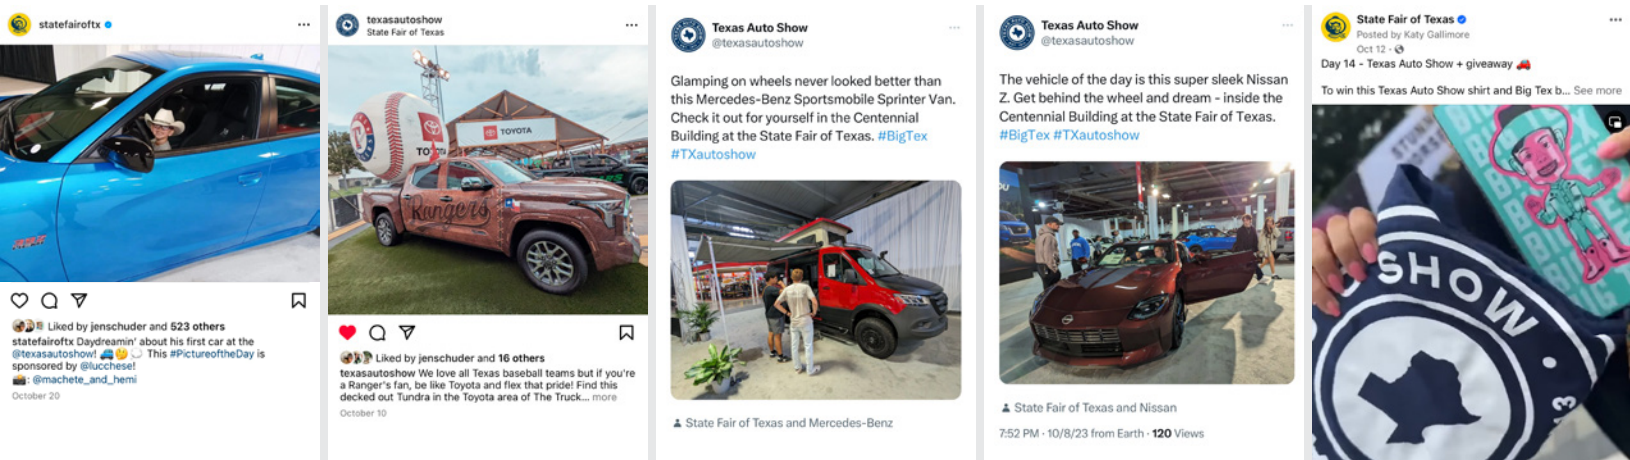 statefairoftx
Liked by jenschuder and 523 others
statefairoftx Daydreamin' about his first car at the
@texasautoshow! 🚙🤔💭 This #PictureoftheDay is
sponsored by @lucchese!
📸: @machete_and_hemi
October 20
texasautoshow
State Fair of Texas
TOYOTA
TOYOTA
Rangers
Liked by jenschuder and 16 others
texasautoshow We love all Texas baseball teams but if you're
a Ranger's fan, be like Toyota and flex that pride! Find this
decked out Tundra in the Toyota area of The Truck... more
October 10
Texas Auto Show
@texasautoshow
Glamping on wheels never looked better than
this Mercedes-Benz Sportsmobile Sprinter Van.
Check it out for yourself in the Centennial
Building at the State Fair of Texas. #BigTex
#TXautoshow
State Fair of Texas and Mercedes-Benz
Texas Auto Show
@texasautoshow
The vehicle of the day is this super sleek Nissan
Z. Get behind the wheel and dream - inside the
Centennial Building at the State Fair of Texas.
#BigTex #TXautoshow
State Fair of Texas and Nissan
7:52 PM · 10/8/23 from Earth · 120 Views
State Fair of Texas
Posted by Katy Gallimore
Oct 12 ·
Day 14 - Texas Auto Show + giveaway 🚗
To win this Texas Auto Show shirt and Big Tex b... See more
SHOW